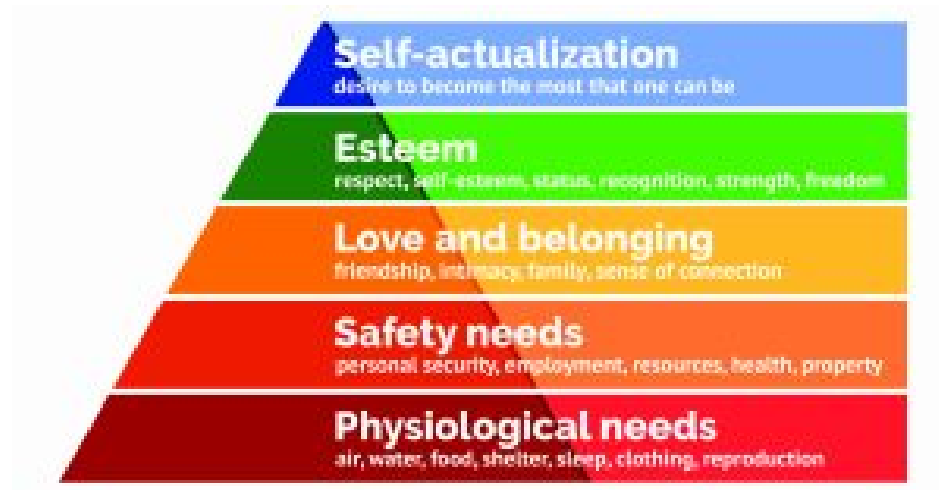 Self-actualization
desire to become the most that one can be
Esteem
respect, self-esteem, status, recognition, strength, freedom
Love and belonging
friendship, intimacy, family, sense of connection
Safety needs
personal security, employment, resources, health, property
Physiological needs
air, water, food, shelter, sleep, clothing, reproduction